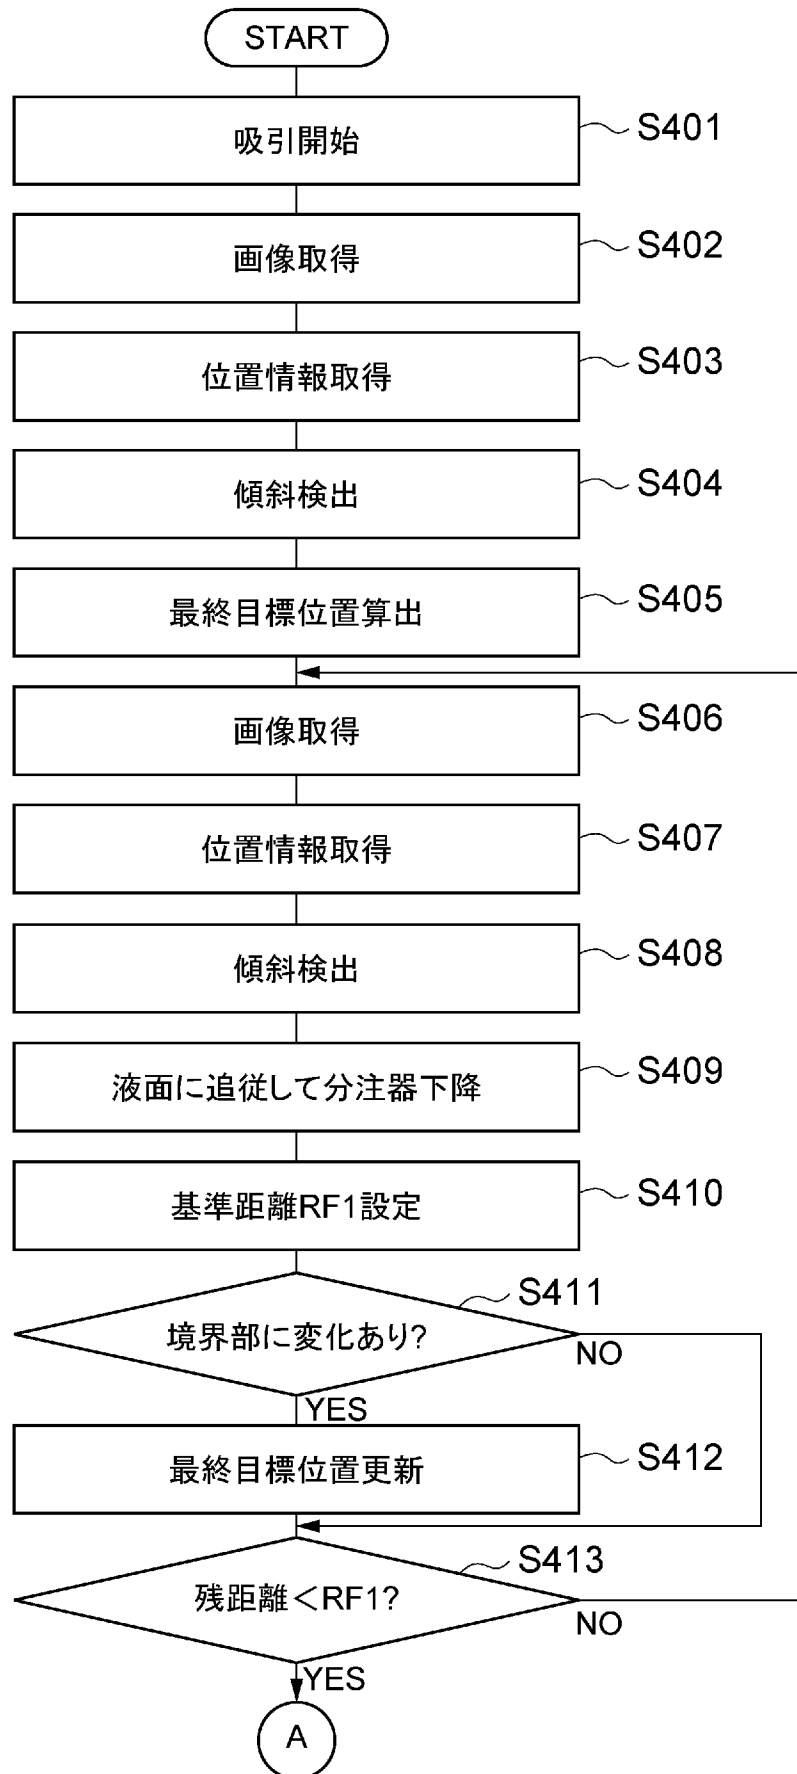 START
吸引開始
S401
画像取得
S402
位置情報取得
S403
傾斜検出
S404
最終目標位置算出
S405
画像取得
S406
位置情報取得
S407
傾斜検出
S408
液面に追従して分注器下降
S409
基準距離RF1設定
S410
S411
境界部に変化あり?
NO
YES
最終目標位置更新
S412
S413
残距離<RF1?
NO
YES
A